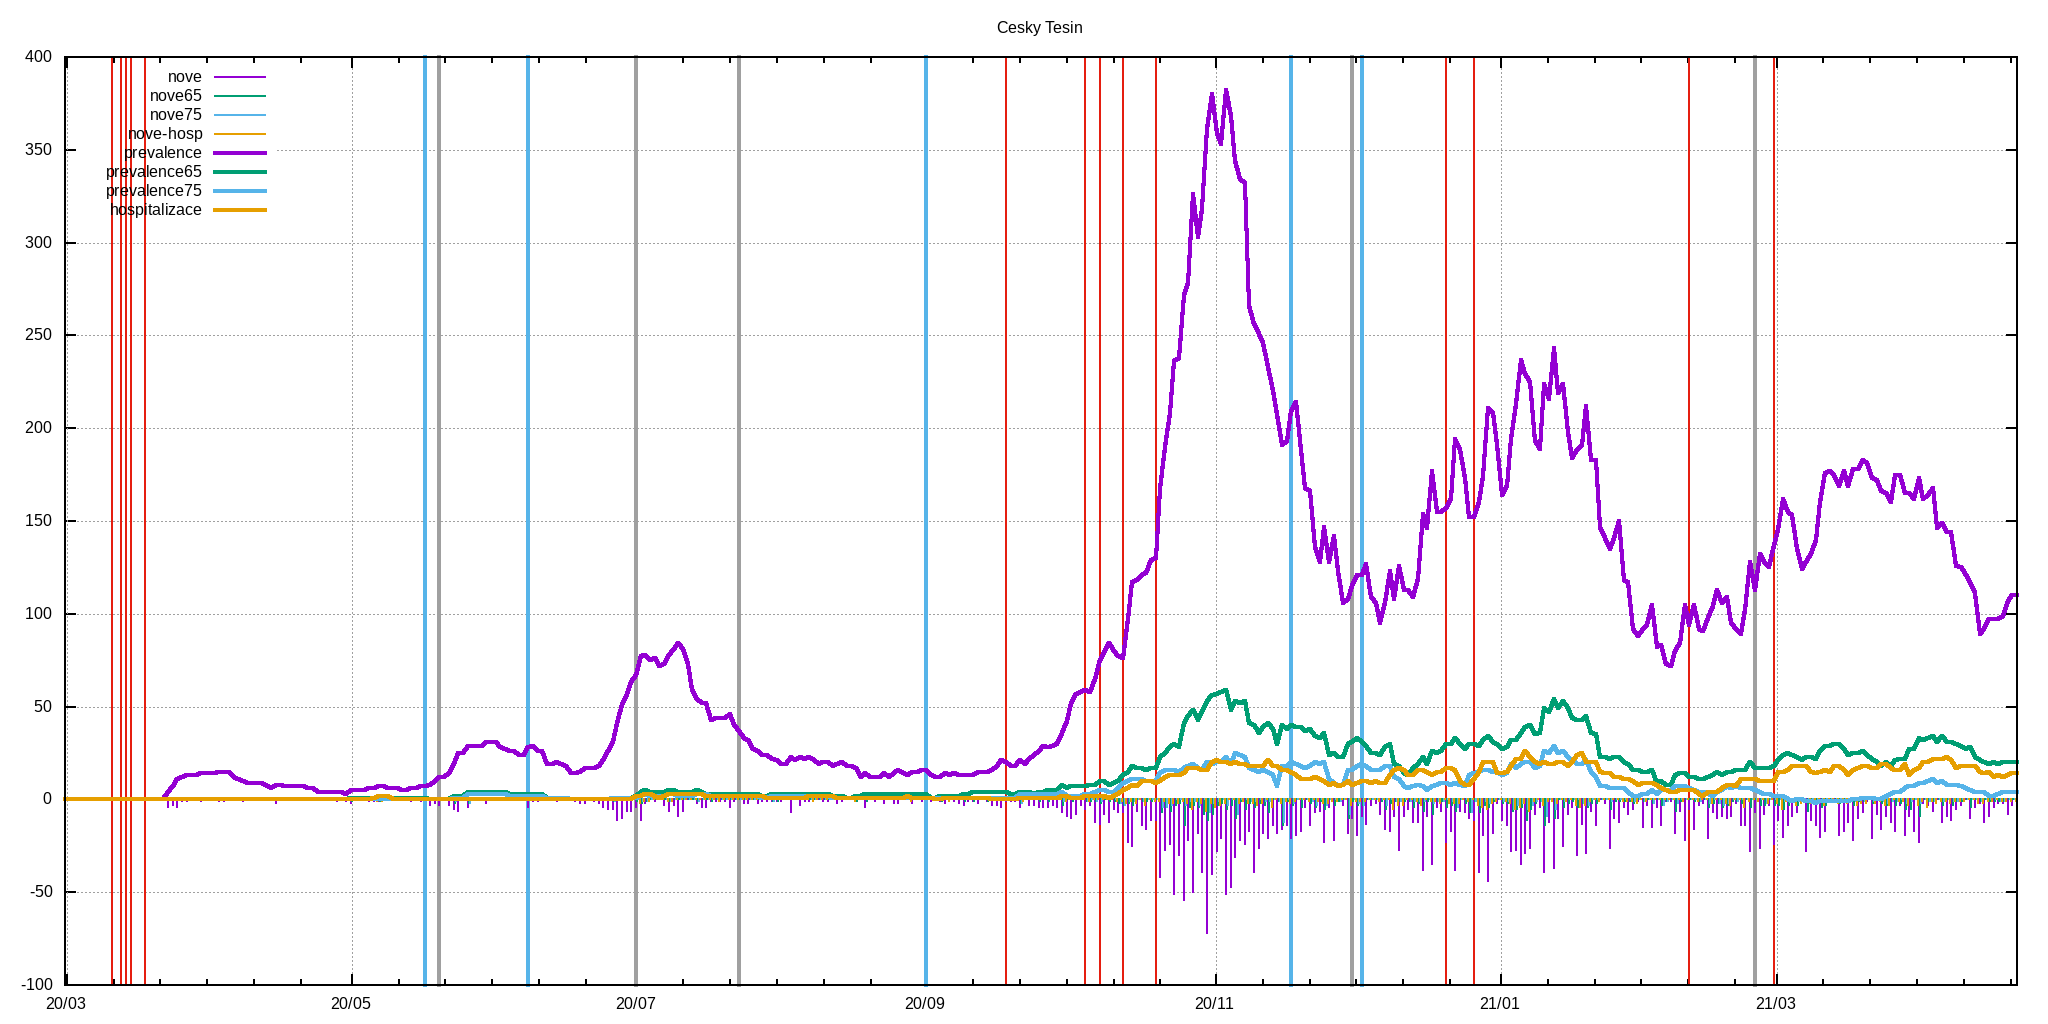 Cesky Tesin
400
350
300
250
200
150
100
50
0
-50
-100
nove
nove65
nove75
nove-hosp
prevalence
prevalence65
prevalence75
hospitalizace
20/03
20/05
20/07
20/09
20/11
21/01
21/03